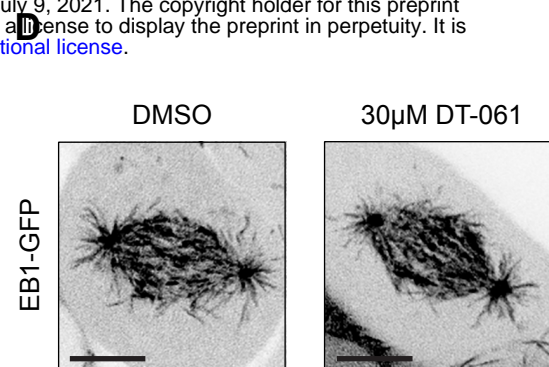 uly 9, 2021. The copyright holder for this preprint
a license to display the preprint in perpetuity. It is
tional license.
D
DMSO
30µM DT-061
EB1-GFP